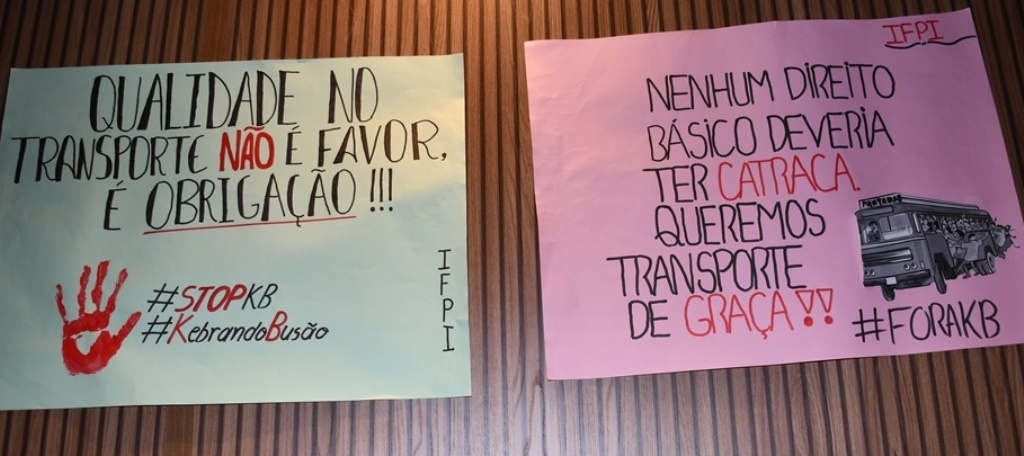 QUALIDADE NO
TRANSPORTE NÃO É FAVOR,
É OBRIGAÇÃO !!!
#STOPKB
#KebrandoBusão
IFPI
IFPI
NENHUM DIREITO
BÁSICO DEVERIA
TER CATRACA.
QUEREMOS
TRANSPORTE
DE GRAÇA!!
#FORAKB